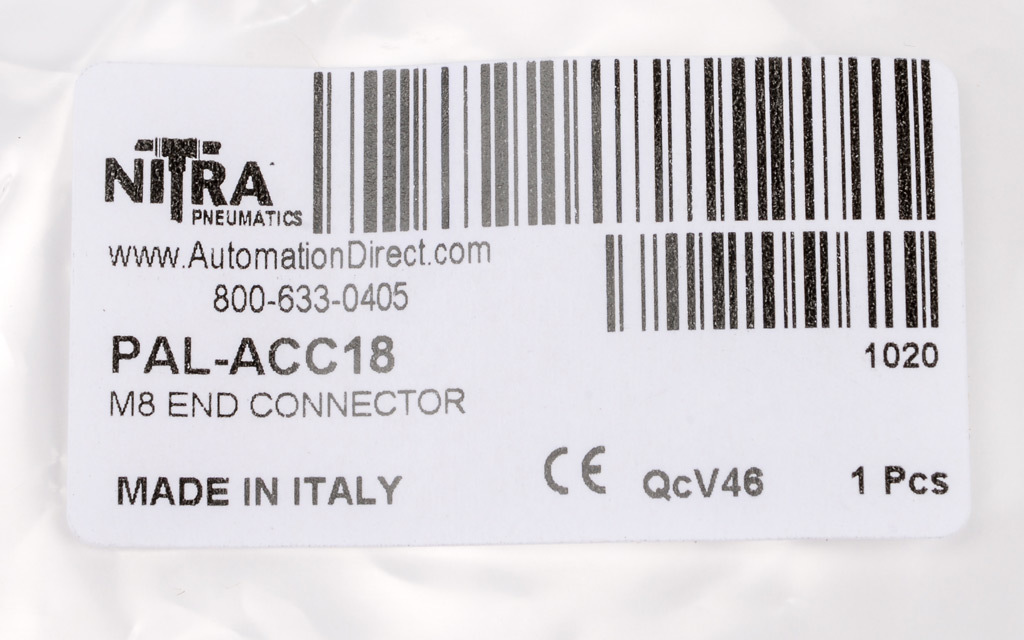 NITRA
PNEUMATICS
www.AutomationDirect.com
800-633-0405
PAL-ACC18
1020
M8 END CONNECTOR
MADE IN ITALY CE QcV46 1 Pcs